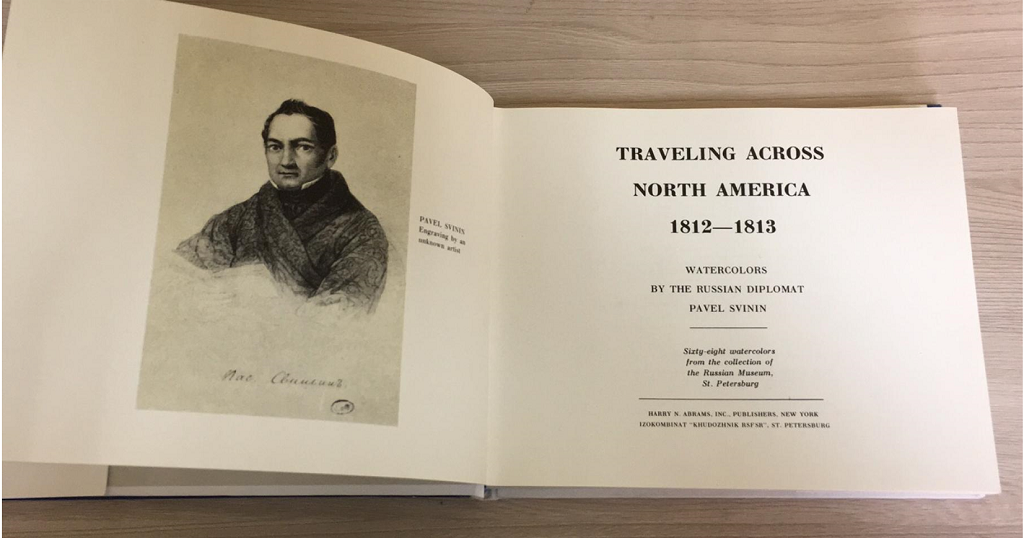 PAVEL SVININ
Engraving by an
unknown artist
Пав. Свиньинъ.
TRAVELING ACROSS
NORTH AMERICA
1812—1813
WATERCOLORS
BY THE RUSSIAN DIPLOMAT
PAVEL SVININ
Sixty-eight watercolors
from the collection of
the Russian Museum,
St. Petersburg
HARRY N. ABRAMS, INC., PUBLISHERS, NEW YORK
IZOKOMBINAT "KHUDOZHNIK RSFSR", ST. PETERSBURG